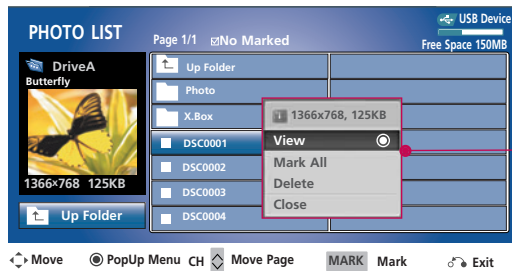 PHOTO LIST
Page 1/1 No Marked
USB Device
Free Space 150MB
DriveA
Butterfly
1366×768 125KB
Up Folder
Up Folder
Photo
X.Box
DSC0001
DSC0002
DSC0003
DSC0004
1366x768, 125KB
View
Mark All
Delete
Close
Move PopUp Menu CH Move Page MARK Mark Exit